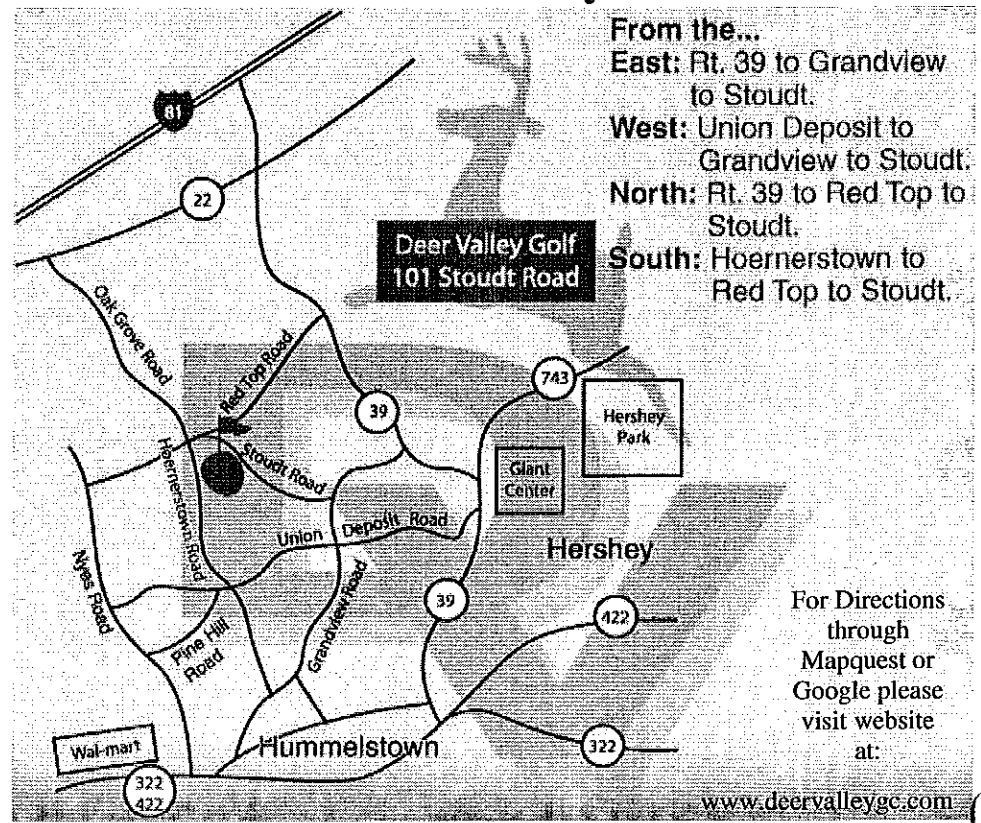 From the...
East: Rt. 39 to Grandview
to Stoudt.
West: Union Deposit to
Grandview to Stoudt.
North: Rt. 39 to Red Top to
Stoudt.
South: Hoernerstown to
Red Top to Stoudt.
81
22
Deer Valley Golf
101 Stoudt Road
Oak Grove Road
Red Top Road
743
Hershey
Park
39
Giant
Center
Stoudt Road
Hoernerstown Road
Union Deposit Road
Hershey
Nyes Road
Grandview Road
39
422
Pine Hill
Road
For Directions
through
Mapquest or
Google please
visit website
at:
Wal-mart
Hummelstown
322
322
422
www.deervalleygc.com